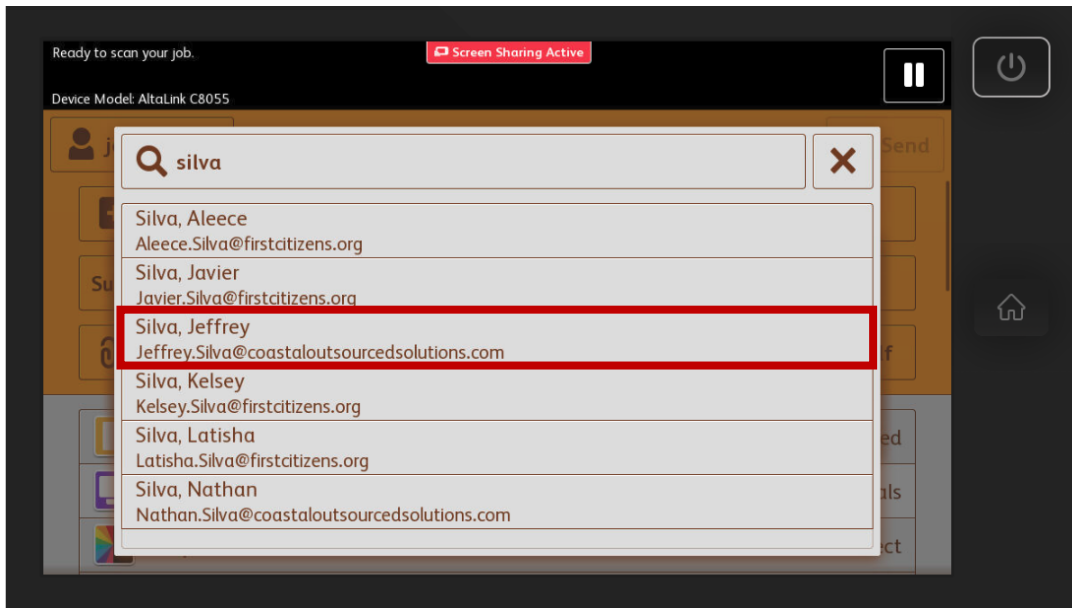 Ready to scan your job.
Screen Sharing Active
Device Model: AltaLink C8055
Send
silva
Silva, Aleece
Aleece.Silva@firstcitizens.org
Silva, Javier
Javier.Silva@firstcitizens.org
Silva, Jeffrey
Jeffrey.Silva@coastaloutsourcedsolutions.com
Silva, Kelsey
Kelsey.Silva@firstcitizens.org
Silva, Latisha
Latisha.Silva@firstcitizens.org
Silva, Nathan
Nathan.Silva@coastaloutsourcedsolutions.com